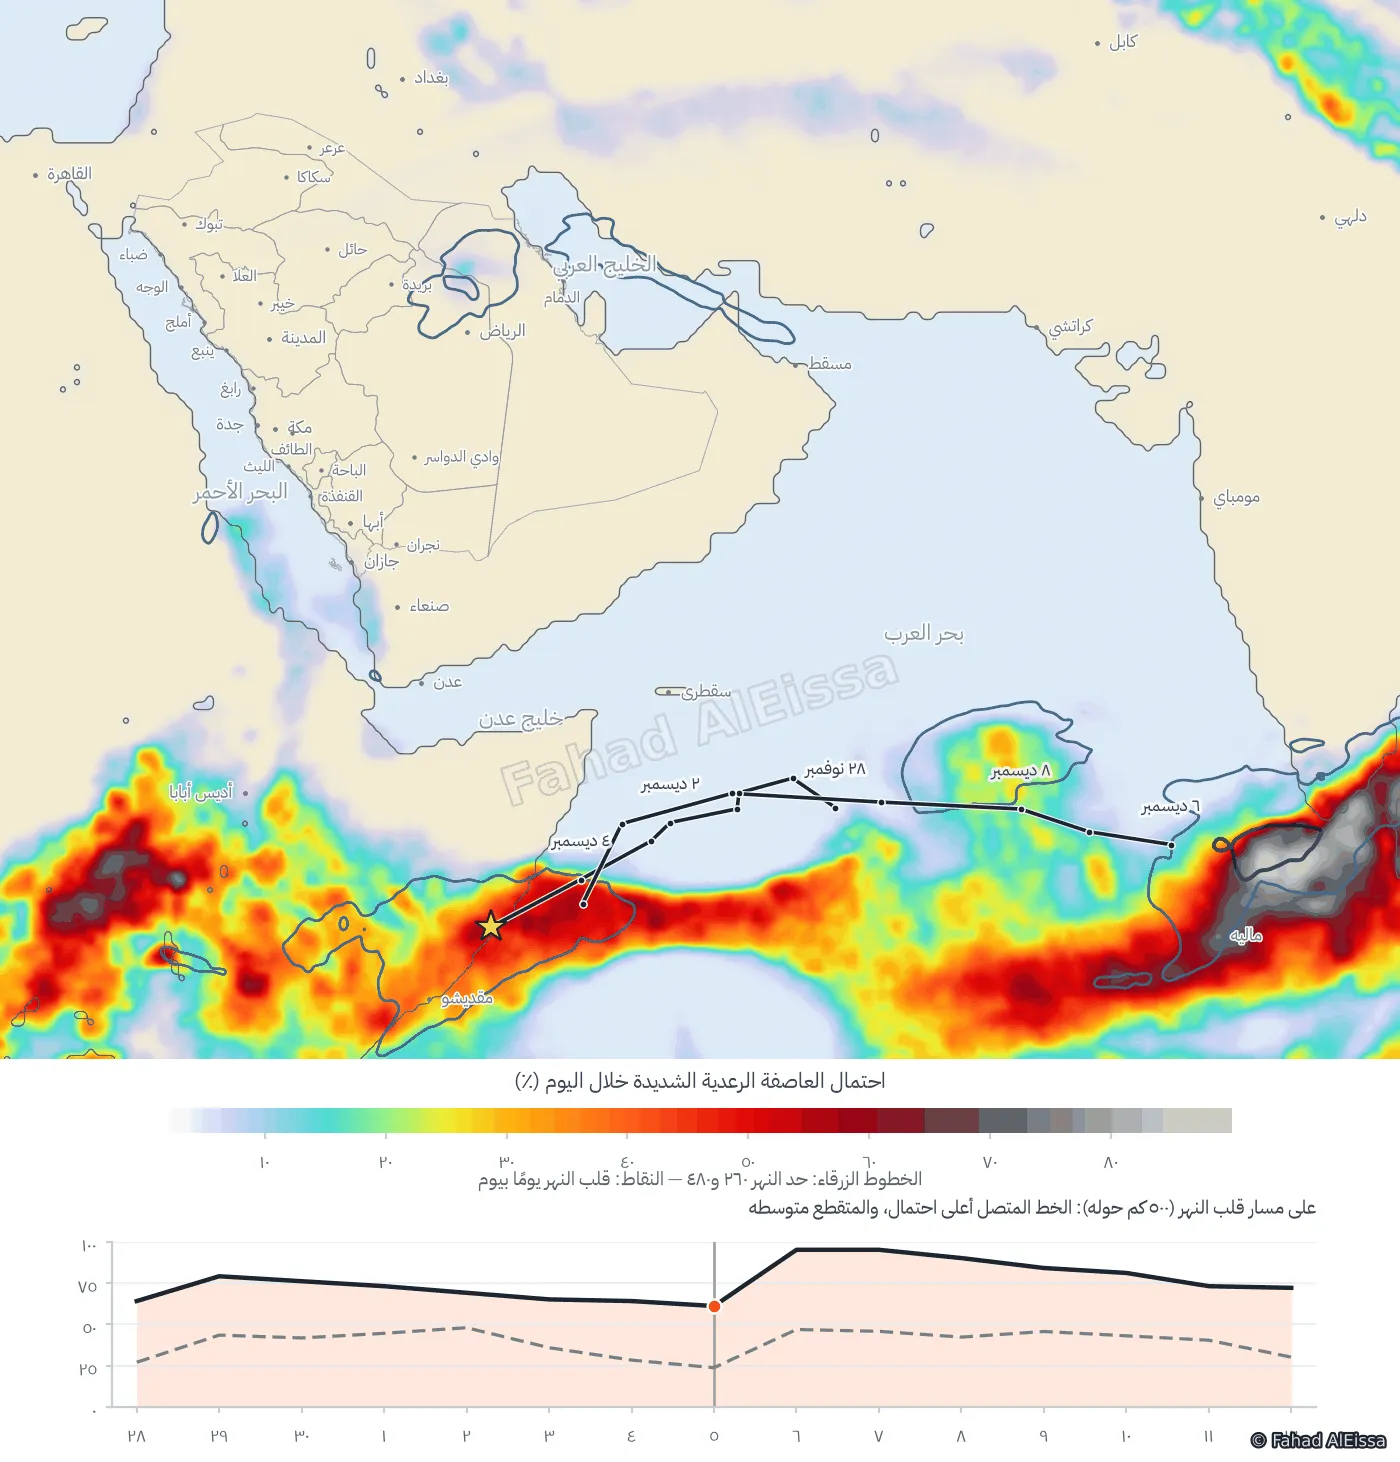 كابل
بغداد
عرعر
القاهرة
سكاكا
دلهي
تبوك
ضباء
حائل
الخليج العربي
العلا
بريدة
الوجه
الدمام
خيبر
أملج
كراتشي
الرياض
المدينة
ينبع
مسقط
رابغ
جدة
مكة
الطائف
وادي الدواسر
الليث
الباحة
البحر الأحمر
القنفذة
مومباي
أبها
نجران
جازان
صنعاء
بحر العرب
عدن
سقطرى
خليج عدن
Fahad AlEissa
٢٨ نوفمبر
٨ ديسمبر
٢ ديسمبر
أديس أبابا
٦ ديسمبر
٤ ديسمبر
ماليه
مقديشو
احتمال العاصفة الرعدية الشديدة خلال اليوم (٪)
١٠ ٢٠ ٣٠ ٤٠ ٥٠ ٦٠ ٧٠ ٨٠
الخطوط الزرقاء: حد النهر ٢٦٠ و٤٨٠ — النقاط: قلب النهر يومًا بيوم
على مسار قلب النهر (٥٠٠ كم حوله): الخط المتصل أعلى احتمال، والمتقطع متوسطه
١٠٠
٧٥
٥٠
٢٥
٠
٢٨ ٢٩ ٣٠ ١ ٢ ٣ ٤ ٥ ٦ ٧ ٨ ٩ ١٠ ١١
© Fahad AlEissa